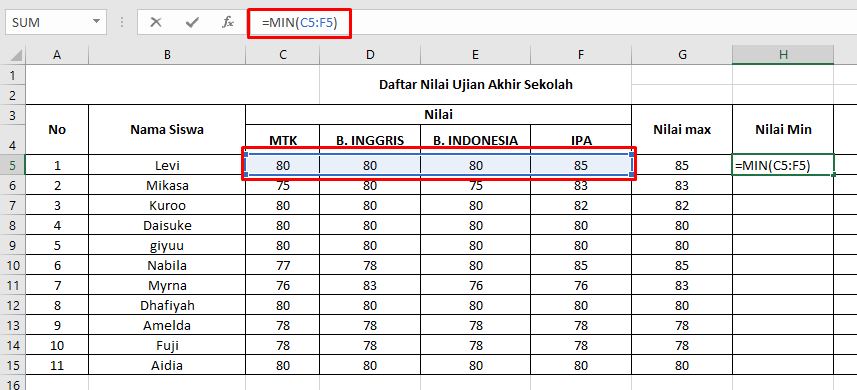 SUM fx =MIN(C5:F5)
A B C D E F G H
1 Daftar Nilai Ujian Akhir Sekolah
2
3 No Nama Siswa Nilai Nilai max Nilai Min
4 MTK B. INGGRIS B. INDONESIA IPA
5 1 Levi 80 80 80 85 85 =MIN(C5:F5)
6 2 Mikasa 75 80 75 83 83
7 3 Kuroo 80 80 80 82 82
8 4 Daisuke 80 80 80 80 80
9 5 giyuu 80 80 80 80 80
10 6 Nabila 77 78 80 85 85
11 7 Myrna 76 83 76 76 83
12 8 Dhafiyah 80 80 80 80 80
13 9 Amelda 78 78 78 78 78
14 10 Fuji 78 78 78 78 78
15 11 Aidia 80 80 80 80 80
16